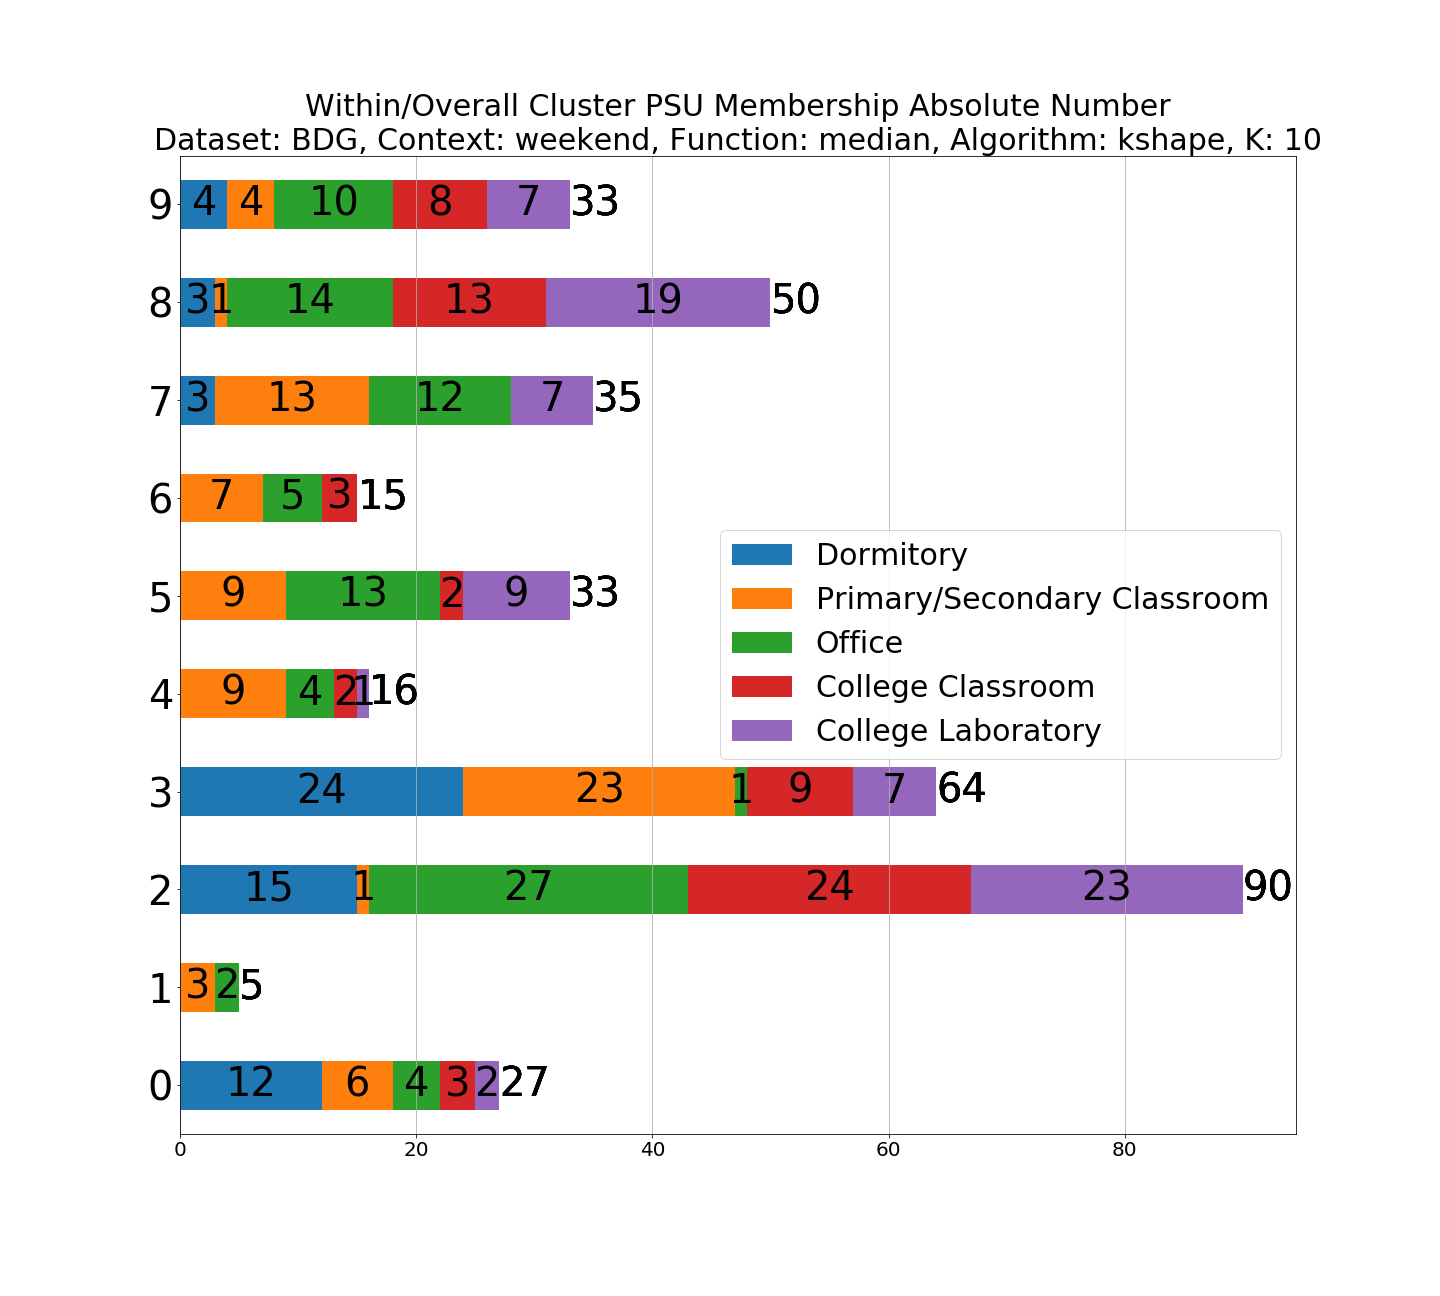 Within/Overall Cluster PSU Membership Absolute Number
Dataset: BDG, Context: weekend, Function: median, Algorithm: kshape, K: 10
9 4 4 10 8 7 33
8 3 1 14 13 19 50
7 3 13 12 7 35
6 7 5 3 15
5 9 13 2 9 33
4 9 4 2 1 16
3 24 23 1 9 7 64
2 15 1 27 24 23 90
1 3 2 5
0 12 6 4 3 2 27
0 20 40 60 80
Dormitory
Primary/Secondary Classroom
Office
College Classroom
College Laboratory